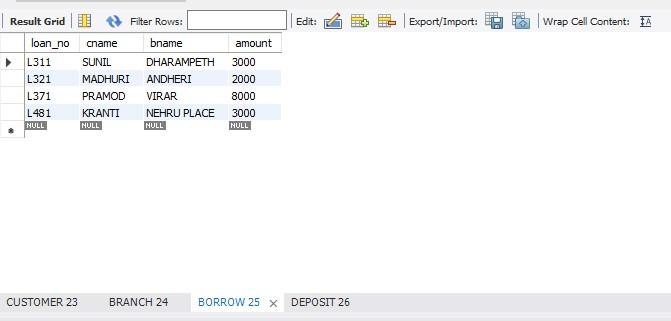 Result Grid Filter Rows: Edit: Export/Import: Wrap Cell Content: IA
loan_no cname bname amount
L311 SUNIL DHARAMPETH 3000
L321 MADHURI ANDHERI 2000
L371 PRAMOD VIRAR 8000
L481 KRANTI NEHRU PLACE 3000
NULL NULL NULL NULL
CUSTOMER 23 BRANCH 24 BORROW 25 × DEPOSIT 26